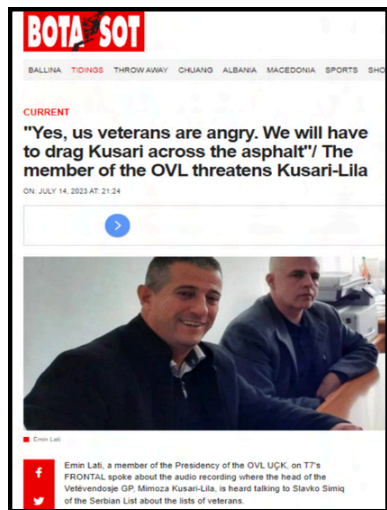 BOTA SOT
BALLINA TIDINGS THROW AWAY CHUANG ALBANIA MACEDONIA SPORTS SHO
CURRENT
"Yes, us veterans are angry. We will have
to drag Kusari across the asphalt"/ The
member of the OVL threatens Kusari-Lila
ON: JULY 14, 2023 AT: 21:24
Emin Lati
Emin Lati, a member of the Presidency of the OVL UÇK, on T7's
FRONTAL spoke about the audio recording where the head of the
Vetëvendosje GP, Mimoza Kusari-Lila, is heard talking to Slavko Simiq
of the Serbian List about the lists of veterans.